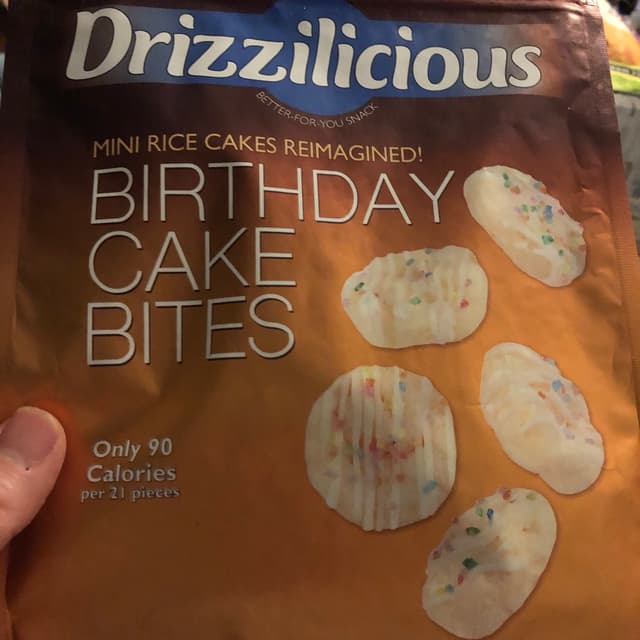 Drizzilicious
BETTER-FOR-YOU SNACK
MINI RICE CAKES REIMAGINED!
BIRTHDAY
CAKE
BITES
Only 90
Calories
per 21 pieces